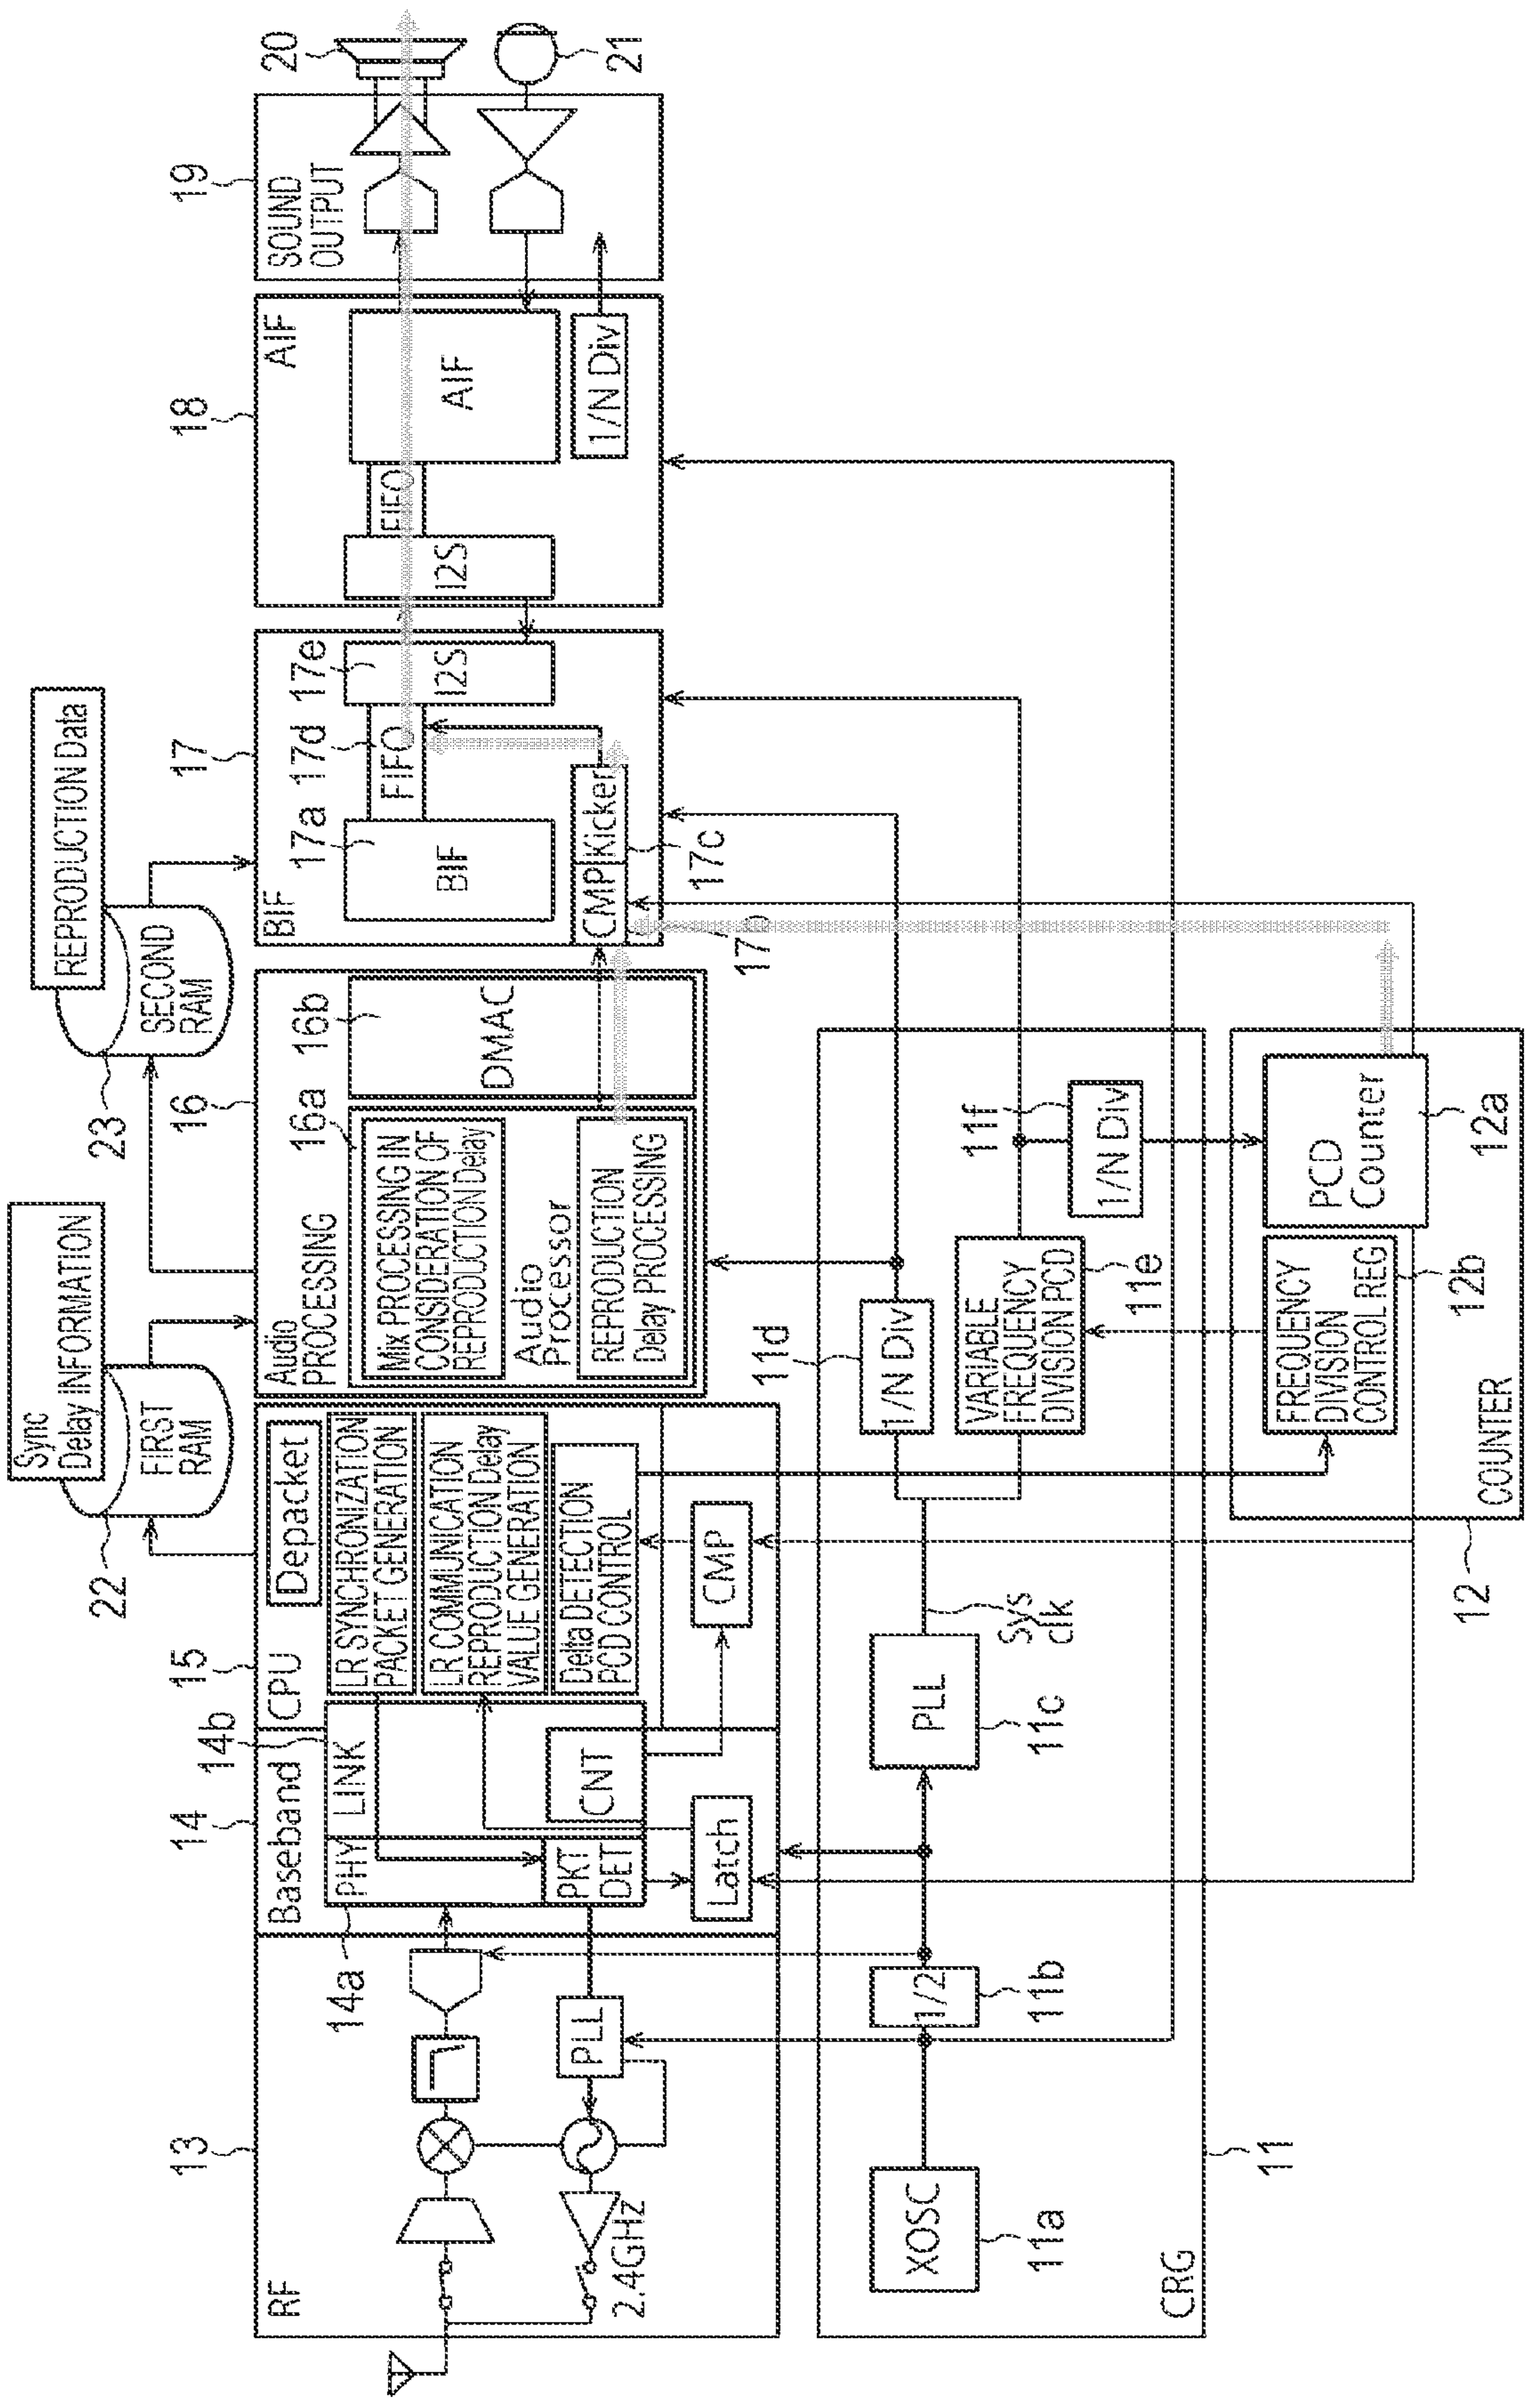 13
14
14b
15
22
Sync
Delay INFORMATION
FIRST
RAM
16
23
REPRODUCTION Data
SECOND
RAM
17
18
19
20
21
RF
2.4GHz
PLL
14a
Baseband
PHY
LINK
PKT
DET
CNT
Latch
CPU
Depacket
LR SYNCHRONIZATION
PACKET GENERATION
LR COMMUNICATION
REPRODUCTION Delay
VALUE GENERATION
Delta DETECTION
PCD CONTROL
CMP
Audio
PROCESSING
16a
16b
Mix PROCESSING IN
CONSIDERATION OF
REPRODUCTION Delay
Audio
Processor
REPRODUCTION
Delay PROCESSING
DMAC
BIF
17a
17d
17e
BIF
FIFO
I2S
CMP
Kicker
17b
17c
AIF
I2S
FIFO
AIF
1/N Div
SOUND
OUTPUT
XOSC
11a
1/2
11b
PLL
11c
Sys
clk
11d
1/N Div
VARIABLE
FREQUENCY
DIVISION PCD
11e
11f
1/N Div
CRG
11
12
COUNTER
FREQUENCY
DIVISION
CONTROL REG
12b
PCD
Counter
12a